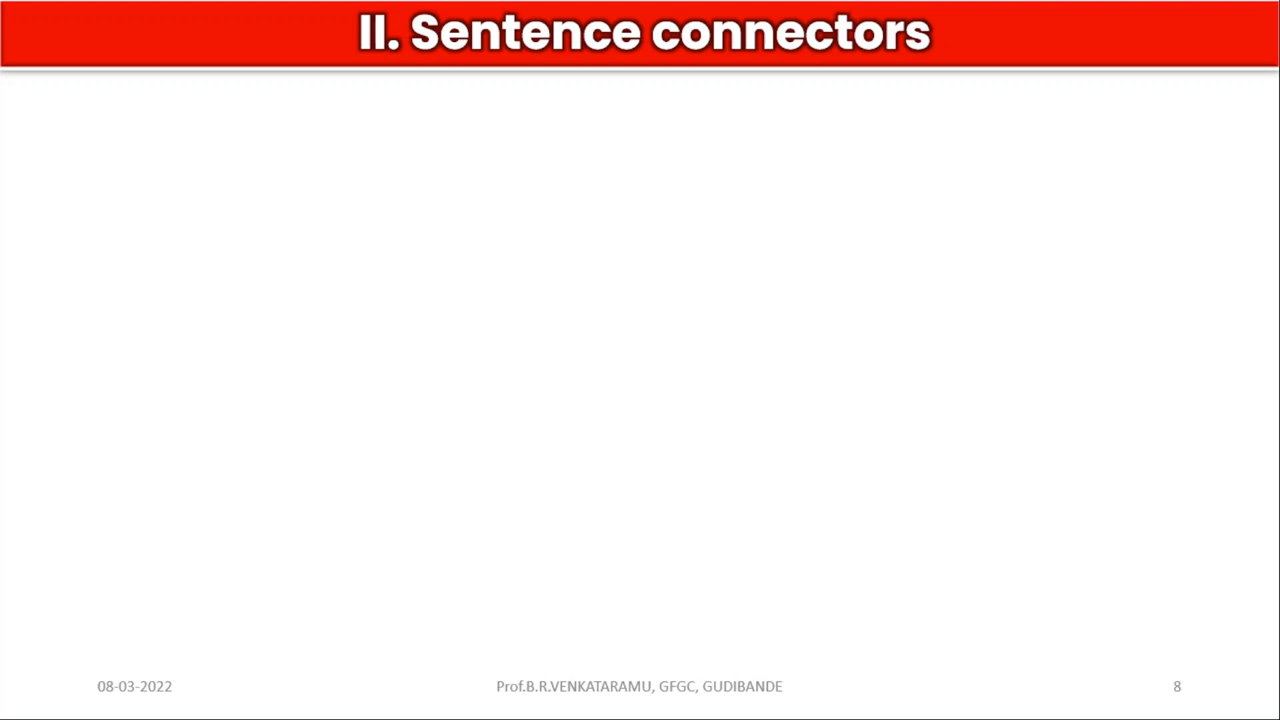 II. Sentence connectors
08-03-2022
Prof.B.R.VENKATARAMU, GFGC, GUDIBANDE
8